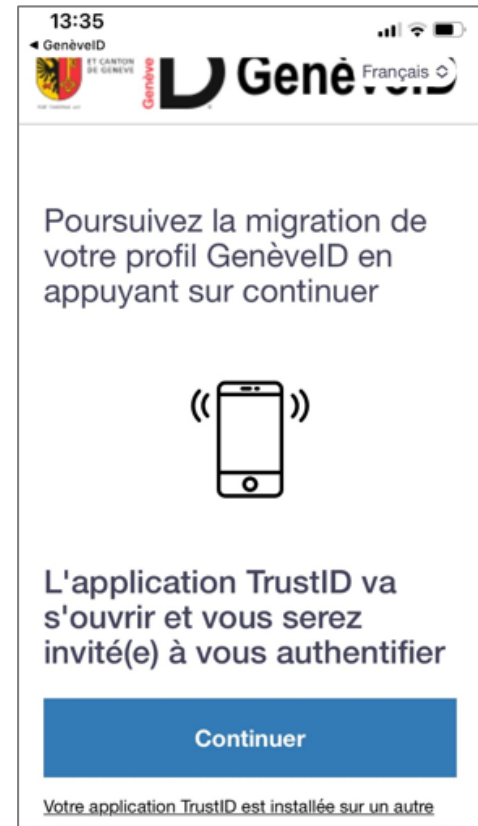 13:35
◀ GenèveID
ET CANTON
DE GENEVE
Genève
D Genè
Français
Poursuivez la migration de
votre profil GenèveID en
appuyant sur continuer
L'application TrustID va
s'ouvrir et vous serez
invité(e) à vous authentifier
Continuer
Votre application TrustID est installée sur un autre